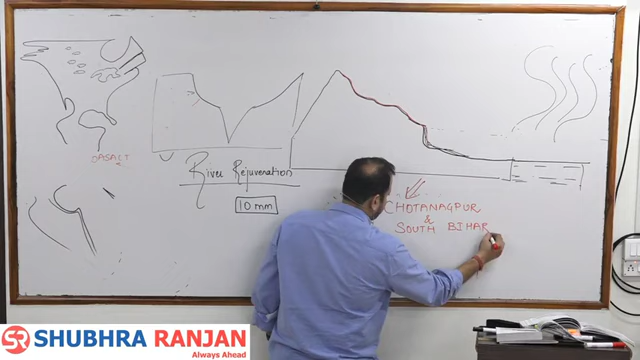 DASAlT
River Rejuvenation
10 mm
CHOTANAGPUR
&
SOUTH BIHAR
SR SHUBHRA RANJAN
Always Ahead